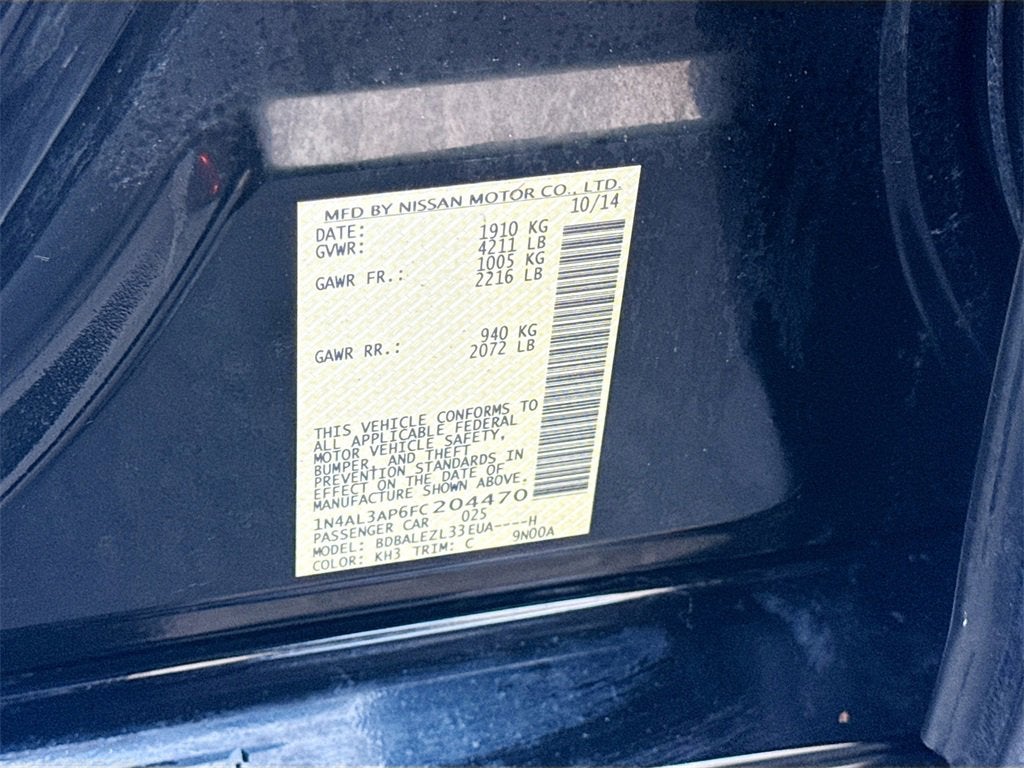 MFD BY NISSAN MOTOR CO., LTD.
DATE: 10/14
GVWR: 1910 KG
4211 LB
GAWR FR.: 1005 KG
2216 LB
GAWR RR.: 940 KG
2072 LB
THIS VEHICLE CONFORMS TO
ALL APPLICABLE FEDERAL
MOTOR VEHICLE SAFETY,
BUMPER, AND THEFT
PREVENTION STANDARDS IN
EFFECT ON THE DATE OF
MANUFACTURE SHOWN ABOVE.
1N4AL3AP6FC204470
PASSENGER CAR 025
MODEL: BDBALEZL33EUA----H
COLOR: KH3 TRIM: C 9N00A